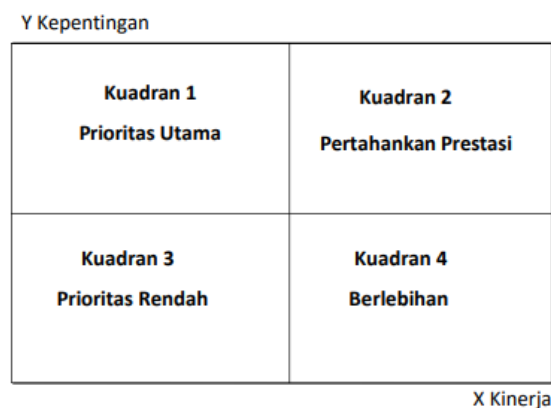 Y Kepentingan
Kuadran 1
Prioritas Utama
Kuadran 2
Pertahankan Prestasi
Kuadran 3
Prioritas Rendah
Kuadran 4
Berlebihan
X Kinerja